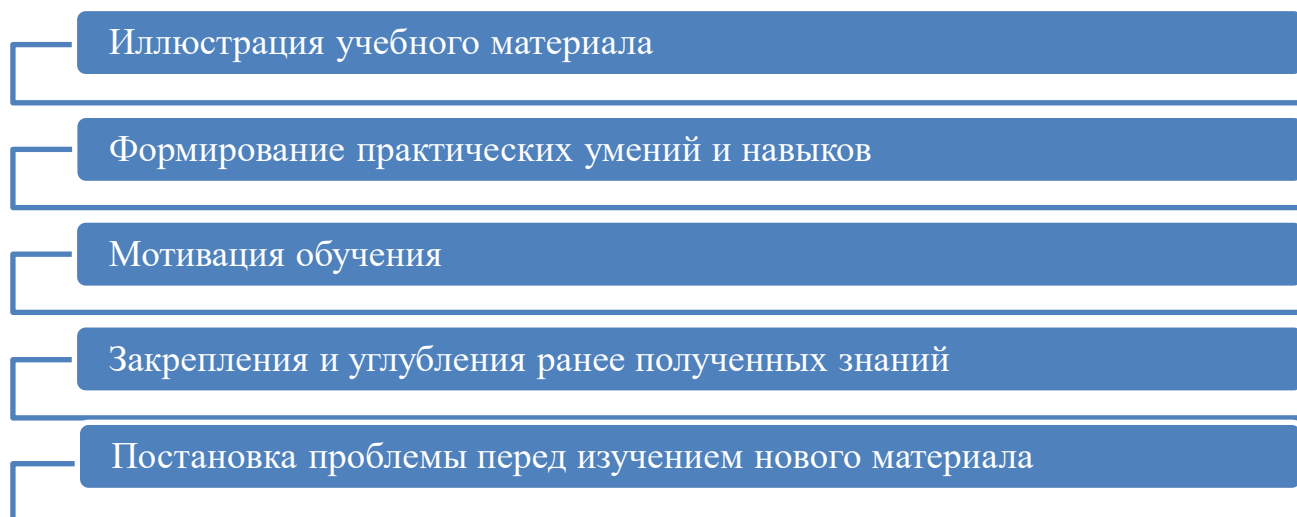 Иллюстрация учебного материала
Формирование практических умений и навыков
Мотивация обучения
Закрепления и углубления ранее полученных знаний
Постановка проблемы перед изучением нового материала